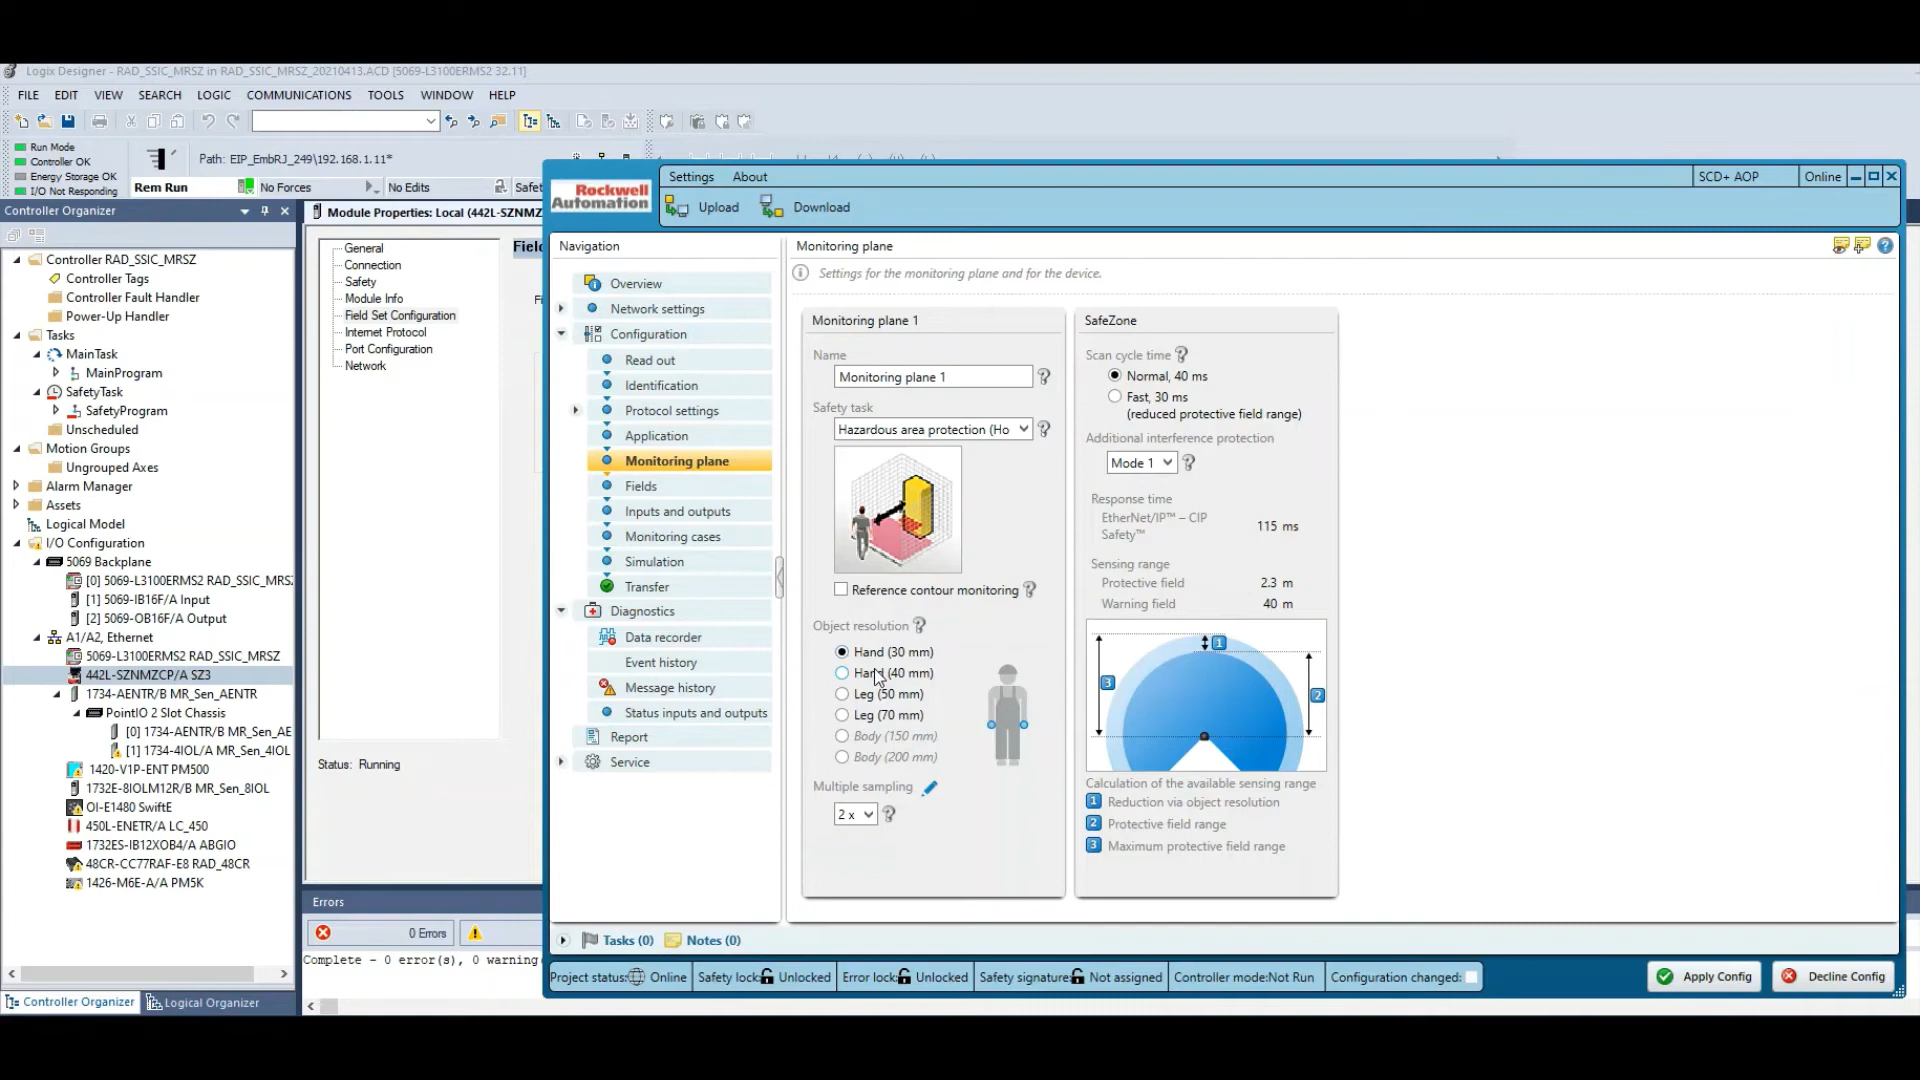 Logix Designer - RAD_SSIC_MRSZ in RAD_SSIC_MRSZ_20210413.ACD [5069-L3100ERMS2 32.11]
FILE EDIT VIEW SEARCH LOGIC COMMUNICATIONS TOOLS WINDOW HELP
Run Mode
Controller OK
Energy Storage OK
I/O Not Responding
Path: EIP_EmbRJ_249\192.168.1.11*
Rem Run
No Forces
No Edits
Safet
Controller Organizer
Controller RAD_SSIC_MRSZ
Controller Tags
Controller Fault Handler
Power-Up Handler
Tasks
MainTask
MainProgram
SafetyTask
SafetyProgram
Unscheduled
Motion Groups
Ungrouped Axes
Alarm Manager
Assets
Logical Model
I/O Configuration
5069 Backplane
[0] 5069-L3100ERMS2 RAD_SSIC_MRSZ
[1] 5069-IB16F/A Input
[2] 5069-OB16F/A Output
A1/A2, Ethernet
5069-L3100ERMS2 RAD_SSIC_MRSZ
442L-SZNMZCP/A SZ3
1734-AENTR/B MR_Sen_AENTR
PointIO 2 Slot Chassis
[0] 1734-AENTR/B MR_Sen_AE
[1] 1734-4IOL/A MR_Sen_4IOL
1420-V1P-ENT PM500
1732E-8IOLM12R/B MR_Sen_8IOL
OI-E1480 SwiftE
450L-ENETR/A LC_450
1732ES-IB12XOB4/A ABGIO
48CR-CC77RAF-E8 RAD_48CR
1426-M6E-A/A PM5K
Controller Organizer
Logical Organizer
Module Properties: Local (442L-SZNMZ
General
Connection
Safety
Module Info
Field Set Configuration
Internet Protocol
Port Configuration
Network
Fiel
Fi
Status: Running
Errors
0 Errors
Complete - 0 error(s), 0 warning
Rockwell
Automation
Settings About
SCD+ AOP
Online
Upload
Download
Navigation
Overview
Network settings
Configuration
Read out
Identification
Protocol settings
Application
Monitoring plane
Fields
Inputs and outputs
Monitoring cases
Simulation
Transfer
Diagnostics
Data recorder
Event history
Message history
Status inputs and outputs
Report
Service
Monitoring plane
Settings for the monitoring plane and for the device.
Monitoring plane 1
Name
Monitoring plane 1
Safety task
Hazardous area protection (Ho
Reference contour monitoring
Object resolution
Hand (30 mm)
Hand (40 mm)
Leg (50 mm)
Leg (70 mm)
Body (150 mm)
Body (200 mm)
Multiple sampling
2 x
SafeZone
Scan cycle time
Normal, 40 ms
Fast, 30 ms
(reduced protective field range)
Additional interference protection
Mode 1
Response time
EtherNet/IP™ – CIP
Safety™
115 ms
Sensing range
Protective field 2.3 m
Warning field 40 m
1
3
2
Calculation of the available sensing range
1 Reduction via object resolution
2 Protective field range
3 Maximum protective field range
Tasks (0)
Notes (0)
Project status: Online
Safety lock: Unlocked
Error lock: Unlocked
Safety signature: Not assigned
Controller mode:Not Run
Configuration changed:
Apply Config
Decline Config